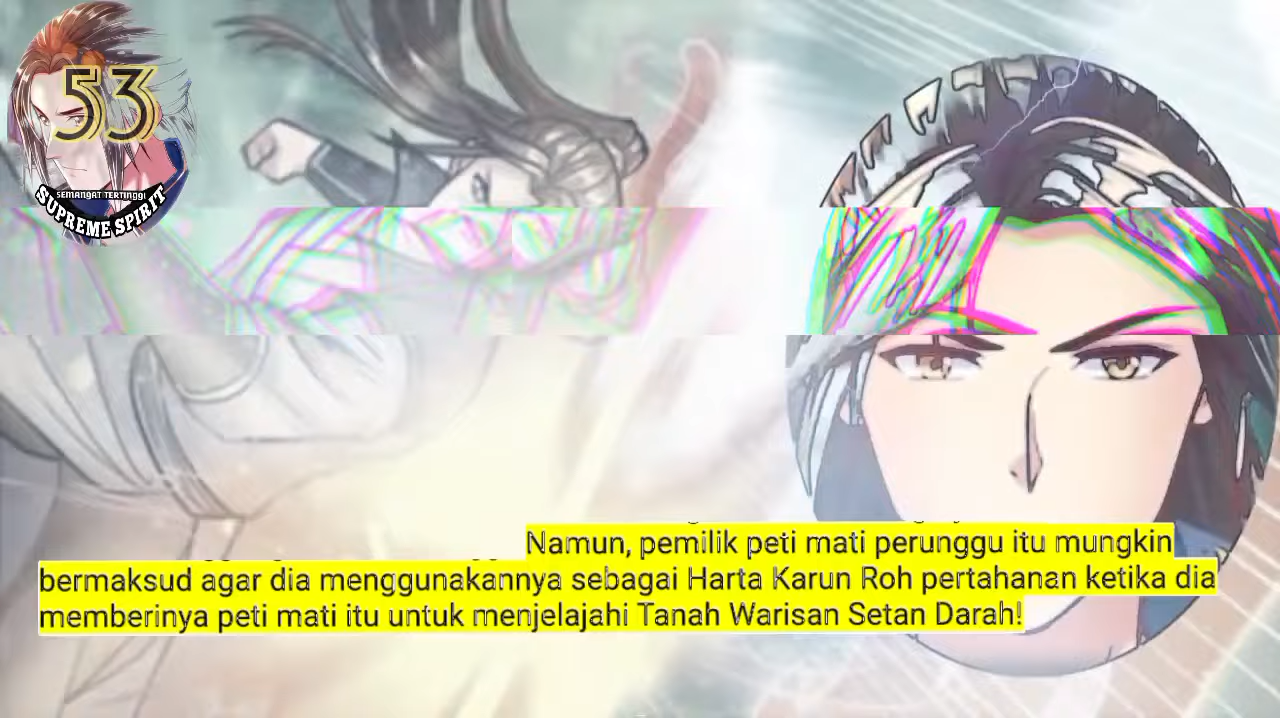 53
SEMANGAT TERTINGGI
SUPREME SPIRIT
Namun, pemilik peti mati perunggu itu mungkin
bermaksud agar dia menggunakannya sebagai Harta Karun Roh pertahanan ketika dia
memberinya peti mati itu untuk menjelajahi Tanah Warisan Setan Darah!